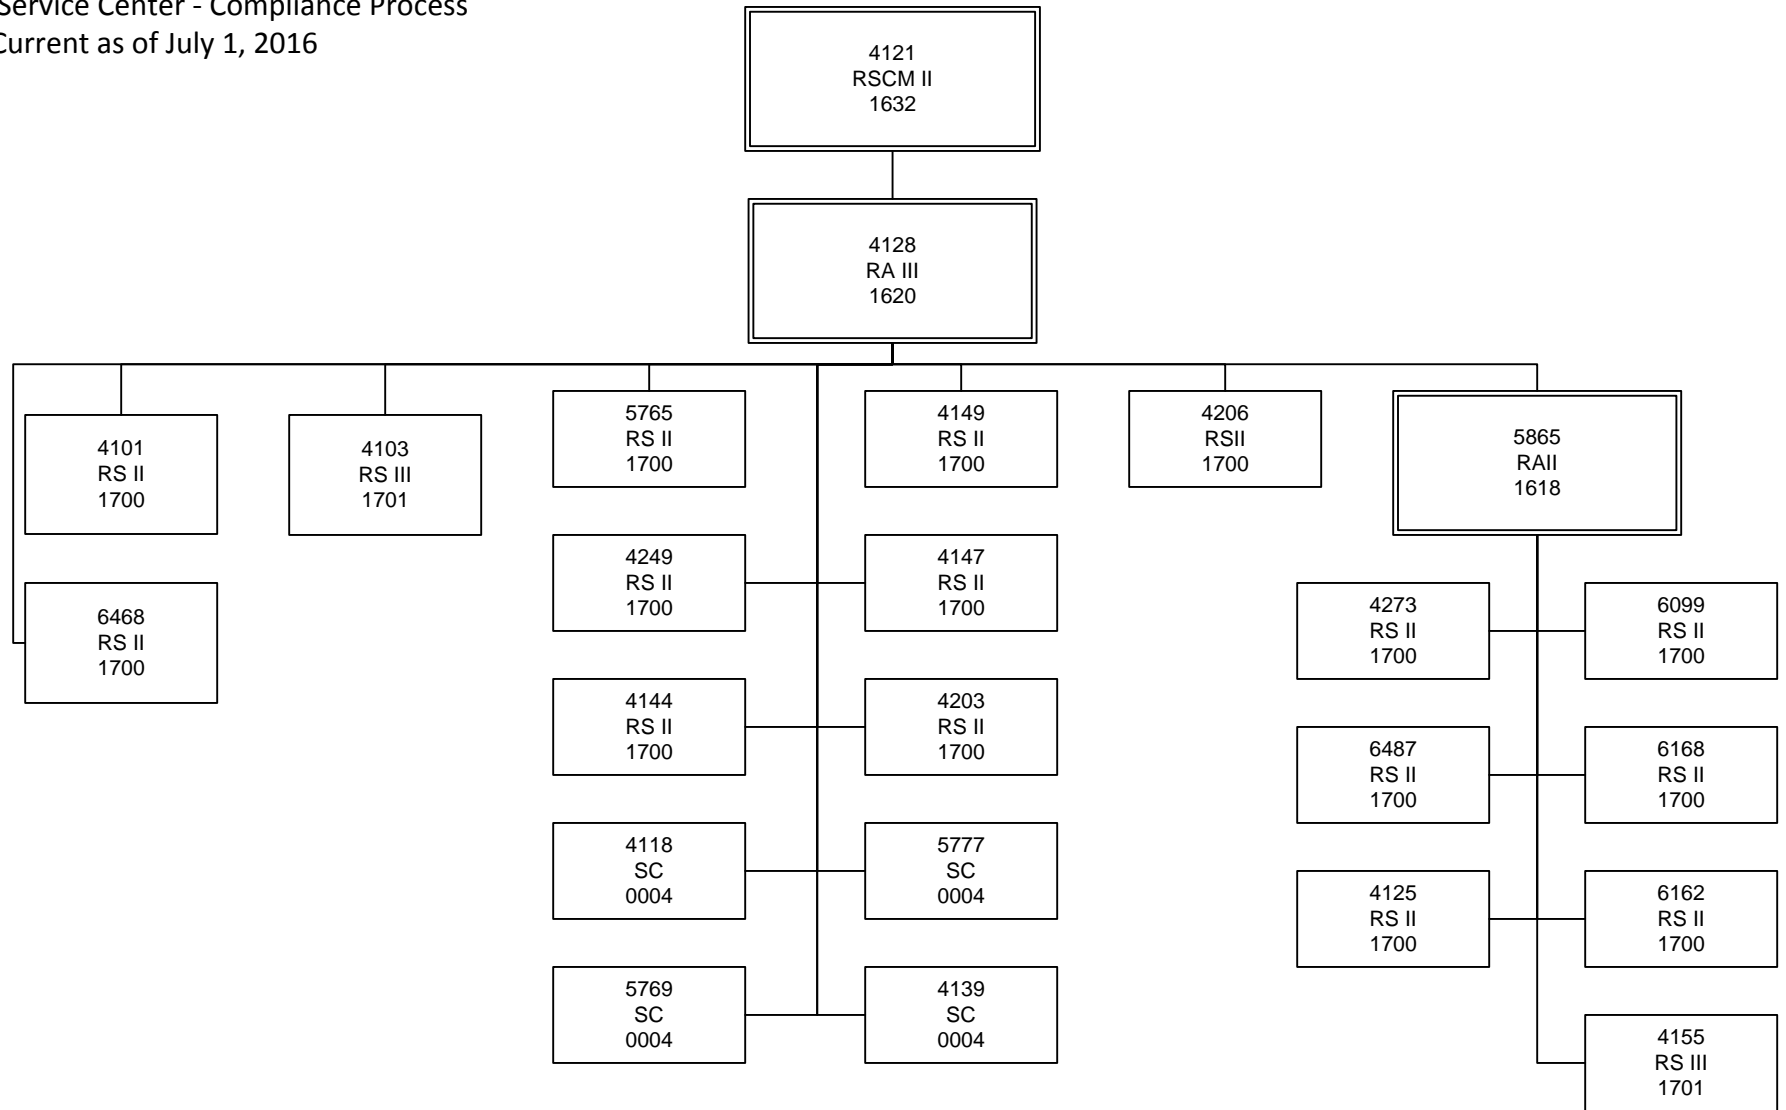 Service Center - Compliance Process
Current as of July 1, 2016
4121
RSCM II
1632
4128
RA III
1620
4101
RS II
1700
4103
RS III
1701
5765
RS II
1700
4149
RS II
1700
4206
RSII
1700
5865
RAII
1618
6468
RS II
1700
4249
RS II
1700
4147
RS II
1700
4273
RS II
1700
6099
RS II
1700
4144
RS II
1700
4203
RS II
1700
6487
RS II
1700
6168
RS II
1700
4118
SC
0004
5777
SC
0004
4125
RS II
1700
6162
RS II
1700
5769
SC
0004
4139
SC
0004
4155
RS III
1701